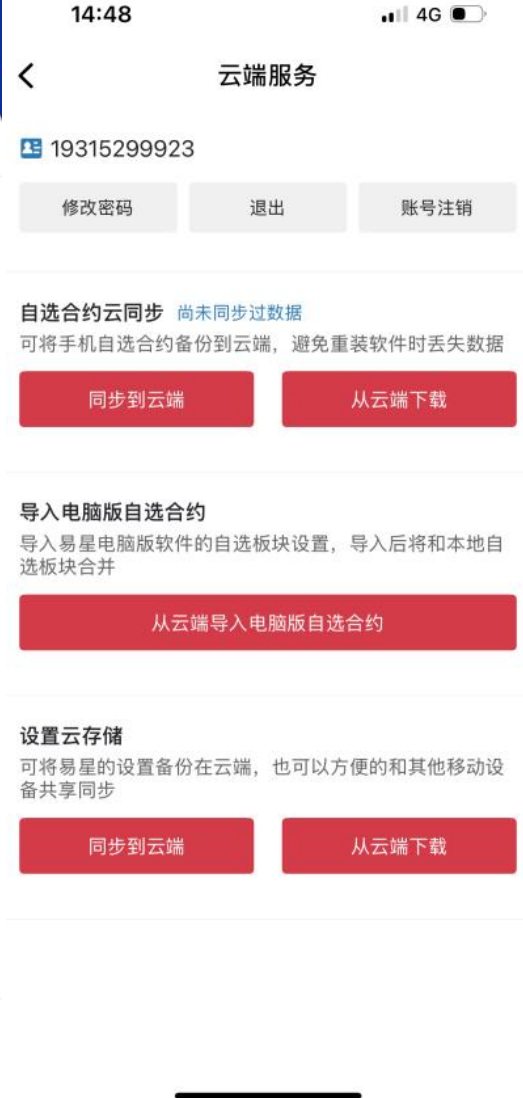 14:48 4G
云端服务
19315299923
修改密码 退出 账号注销
自选合约云同步 尚未同步过数据
可将手机自选合约备份到云端，避免重装软件时丢失数据
同步到云端 从云端下载
导入电脑版自选合约
导入易星电脑版软件的自选板块设置，导入后将和本地自
选板块合并
从云端导入电脑版自选合约
设置云存储
可将易星的设置备份在云端，也可以方便的和其他移动设
备共享同步
同步到云端 从云端下载